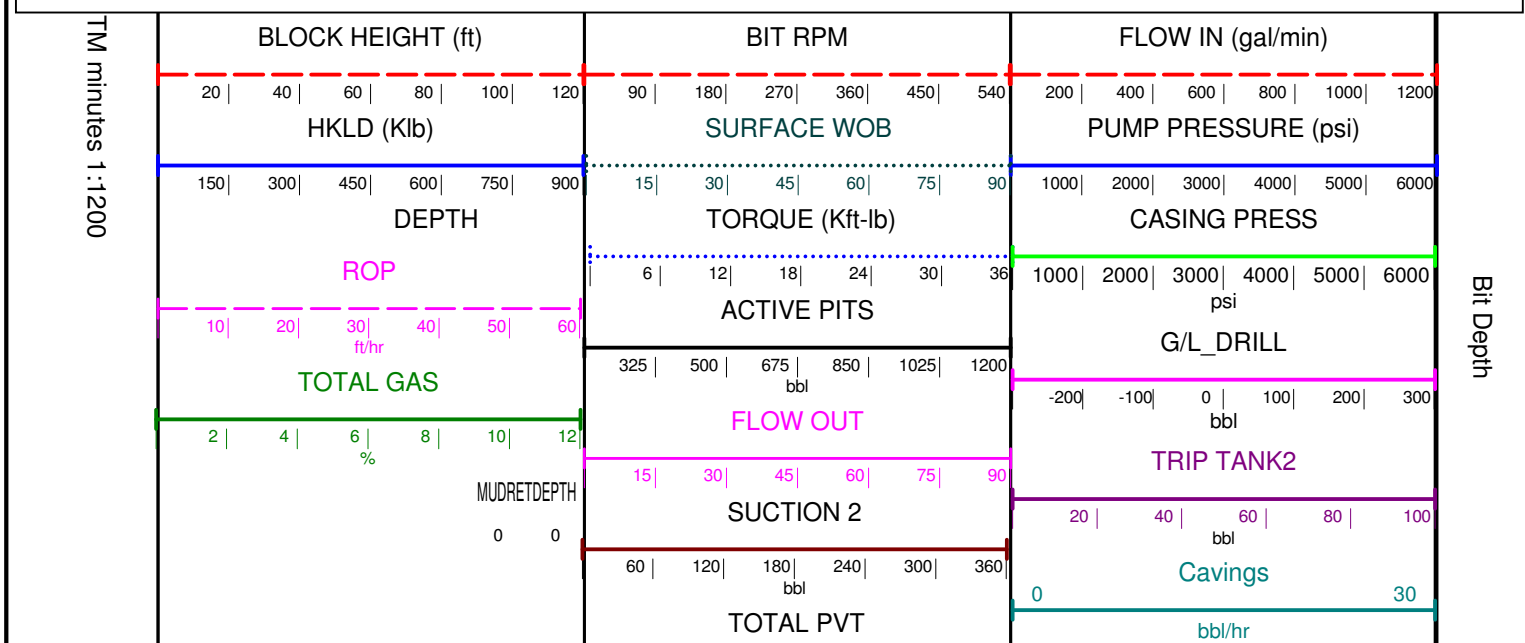 TM minutes 1:1200
BLOCK HEIGHT (ft)
20 40 60 80 100 120
HKLD (Klb)
150 300 450 600 750 900
DEPTH
ROP
10 20 30 40 50 60
ft/hr
TOTAL GAS
2 4 6 8 10 12
%
MUDRETDEPTH
0 0
BIT RPM
90 180 270 360 450 540
SURFACE WOB
15 30 45 60 75 90
TORQUE (Kft-lb)
6 12 18 24 30 36
ACTIVE PITS
325 500 675 850 1025 1200
bbl
FLOW OUT
15 30 45 60 75 90
SUCTION 2
60 120 180 240 300 360
bbl
TOTAL PVT
FLOW IN (gal/min)
200 400 600 800 1000 1200
PUMP PRESSURE (psi)
1000 2000 3000 4000 5000 6000
CASING PRESS
1000 2000 3000 4000 5000 6000
psi
G/L_DRILL
-200 -100 0 100 200 300
bbl
TRIP TANK2
20 40 60 80 100
bbl
Cavings
0 30
bbl/hr
Bit Depth